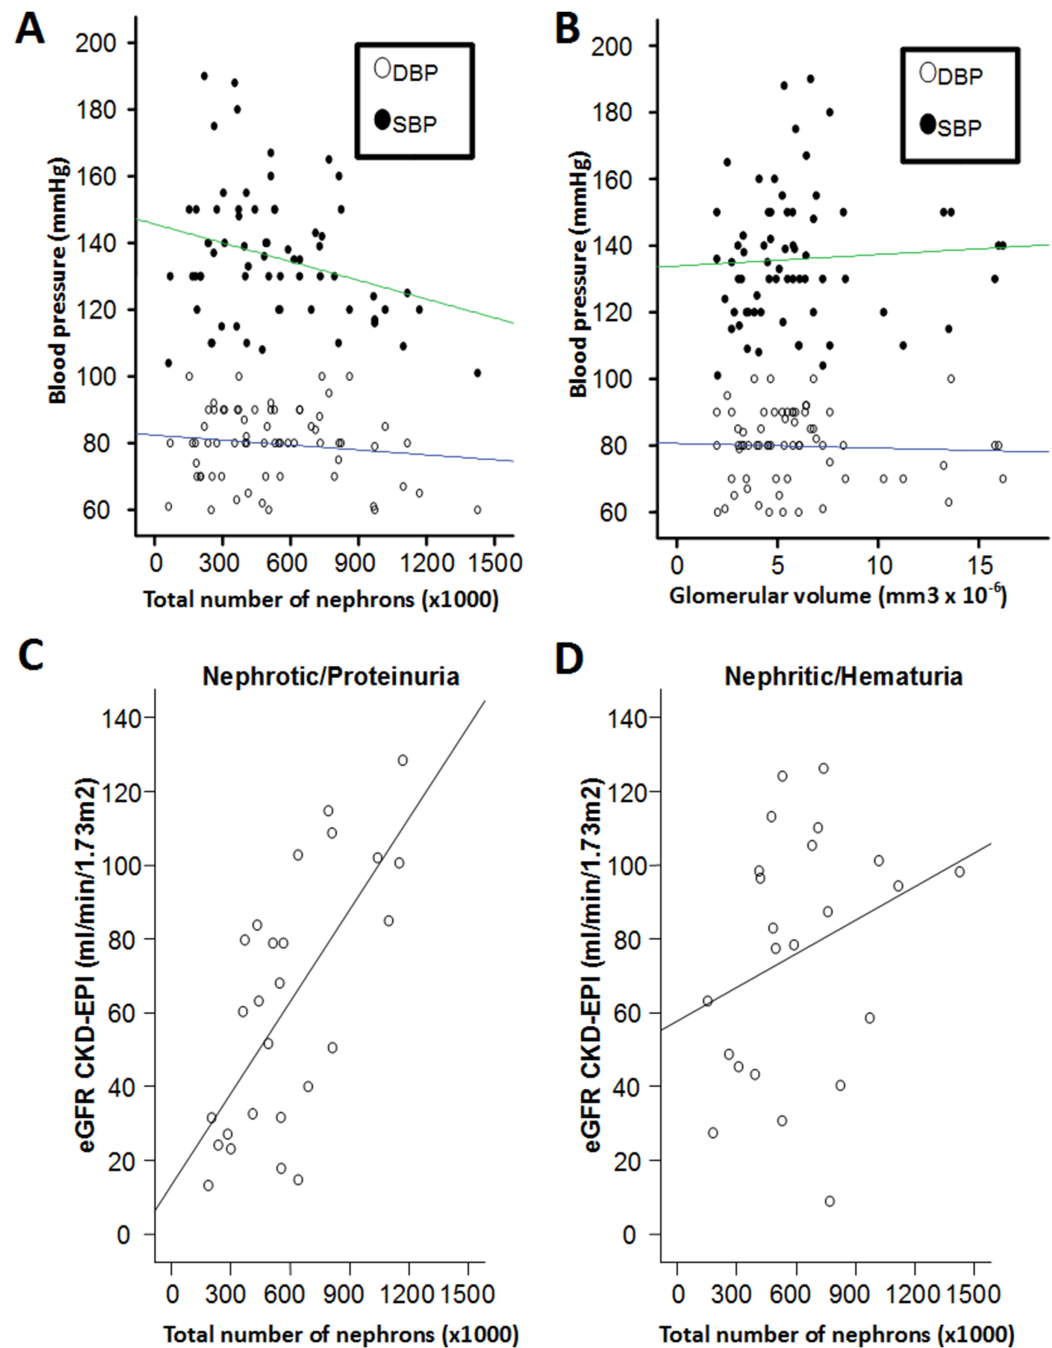 A
Blood pressure (mmHg)
200
180
160
140
120
100
80
60
DBP
SBP
0 300 600 900 1200 1500
Total number of nephrons (x1000)
B
Blood pressure (mmHg)
200
180
160
140
120
100
80
60
DBP
SBP
0 5 10 15
Glomerular volume (mm3 x 10⁻⁶)
C
Nephrotic/Proteinuria
eGFR CKD-EPI (ml/min/1.73m2)
140
120
100
80
60
40
20
0
0 300 600 900 1200 1500
Total number of nephrons (x1000)
D
Nephritic/Hematuria
eGFR CKD-EPI (ml/min/1.73m2)
140
120
100
80
60
40
20
0
0 300 600 900 1200 1500
Total number of nephrons (x1000)